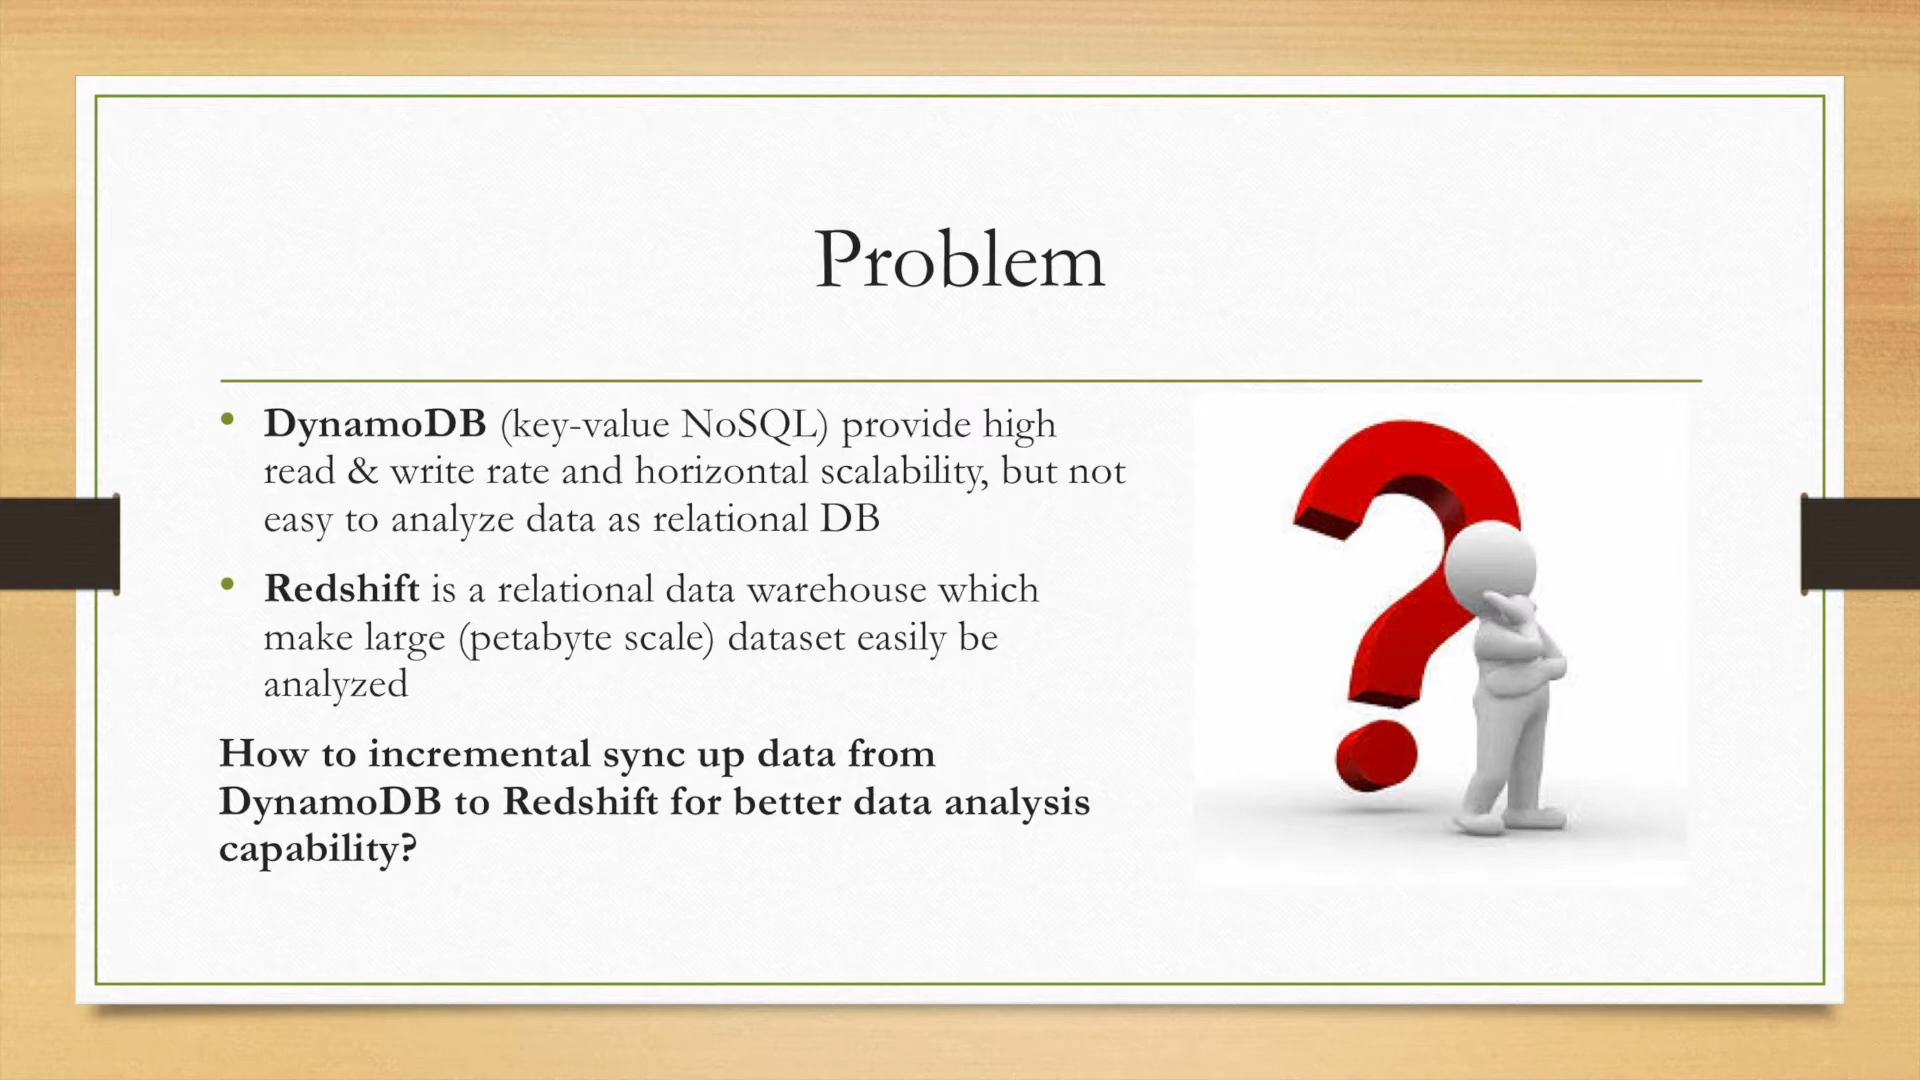 Problem
• DynamoDB (key-value NoSQL) provide high
read & write rate and horizontal scalability, but not
easy to analyze data as relational DB
• Redshift is a relational data warehouse which
make large (petabyte scale) dataset easily be
analyzed
How to incremental sync up data from
DynamoDB to Redshift for better data analysis
capability?